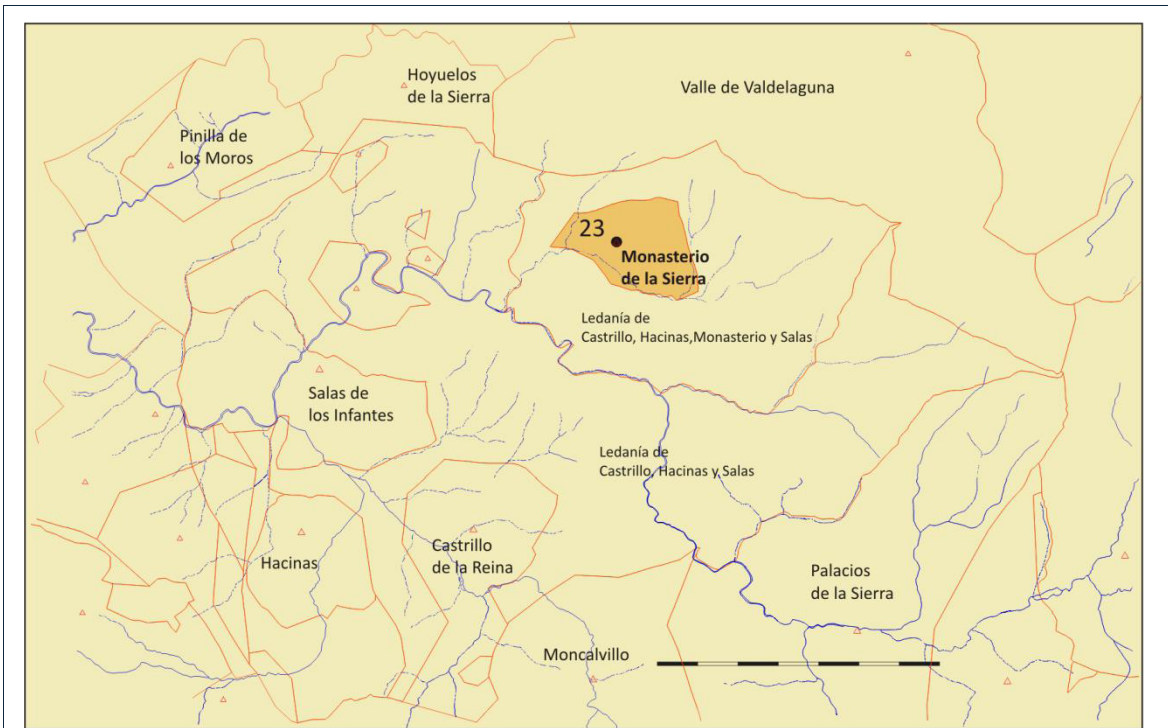 Hoyuelos
de la Sierra
Valle de Valdelaguna
Pinilla de
los Moros
23
Monasterio
de la Sierra
Ledanía de
Castrillo, Hacinas,Monasterio y Salas
Salas de
los Infantes
Ledanía de
Castrillo, Hacinas y Salas
Castrillo
de la Reina
Hacinas
Palacios
de la Sierra
Moncalvillo